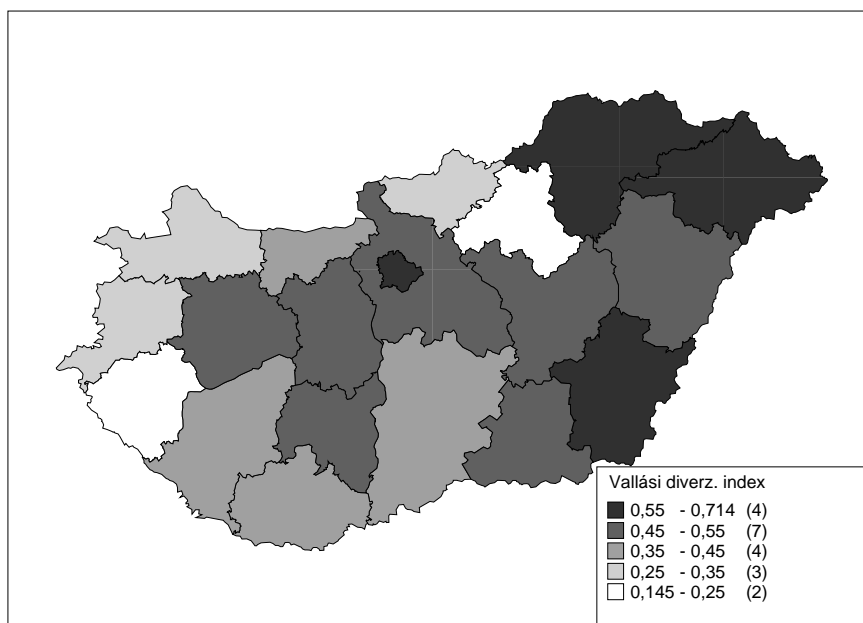 Vallási diverz. index
0,55 - 0,714 (4)
0,45 - 0,55 (7)
0,35 - 0,45 (4)
0,25 - 0,35 (3)
0,145 - 0,25 (2)